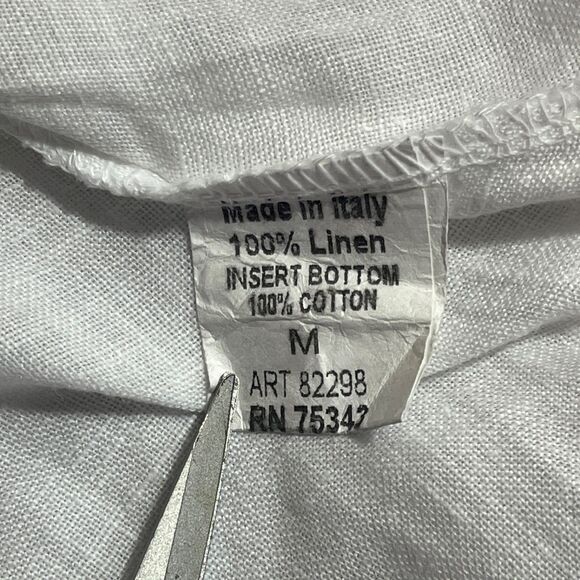 Made in Italy
100% Linen
INSERT BOTTOM
100% COTTON
M
ART 82298
RN 75342